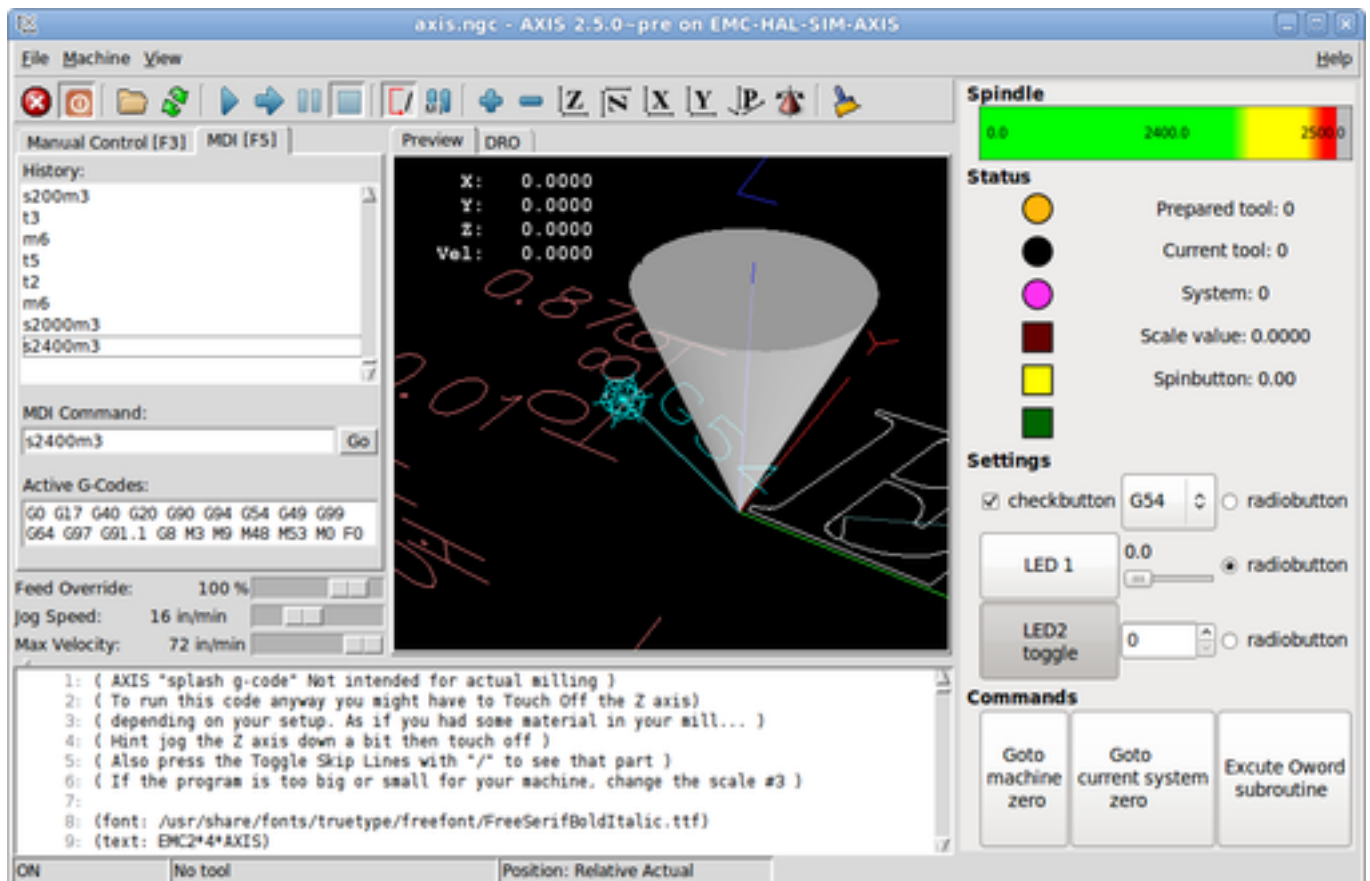 axis.ngc - AXIS 2.5.0~pre on EMC-HAL-SIM-AXIS
File Machine View Help
Manual Control [F3] MDI [F5]
History:
s200m3
t3
m6
t5
t2
m6
s2000m3
s2400m3
MDI Command:
s2400m3 Go
Active G-Codes:
G0 G17 G40 G20 G90 G94 G54 G49 G99
G64 G97 G91.1 G8 M3 M9 M48 M53 M0 F0
Feed Override: 100 %
Jog Speed: 16 in/min
Max Velocity: 72 in/min
Preview DRO
X: 0.0000
Y: 0.0000
Z: 0.0000
Vel: 0.0000
G54
1: ( AXIS "splash g-code" Not intended for actual milling )
2: ( To run this code anyway you might have to Touch Off the Z axis)
3: ( depending on your setup. As if you had some material in your mill... )
4: ( Hint jog the Z axis down a bit then touch off )
5: ( Also press the Toggle Skip Lines with "/" to see that part )
6: ( If the program is too big or small for your machine, change the scale #3 )
7:
8: (font: /usr/share/fonts/truetype/freefont/FreeSerifBoldItalic.ttf)
9: (text: EMC2*4*AXIS)
ON No tool Position: Relative Actual
Spindle
0.0 2400.0 2500.0
Status
Prepared tool: 0
Current tool: 0
System: 0
Scale value: 0.0000
Spinbutton: 0.00
Settings
checkbutton G54 radiobutton
LED 1 0.0 radiobutton
LED2
toggle 0 radiobutton
Commands
Goto
machine
zero
Goto
current system
zero
Excute Oword
subroutine